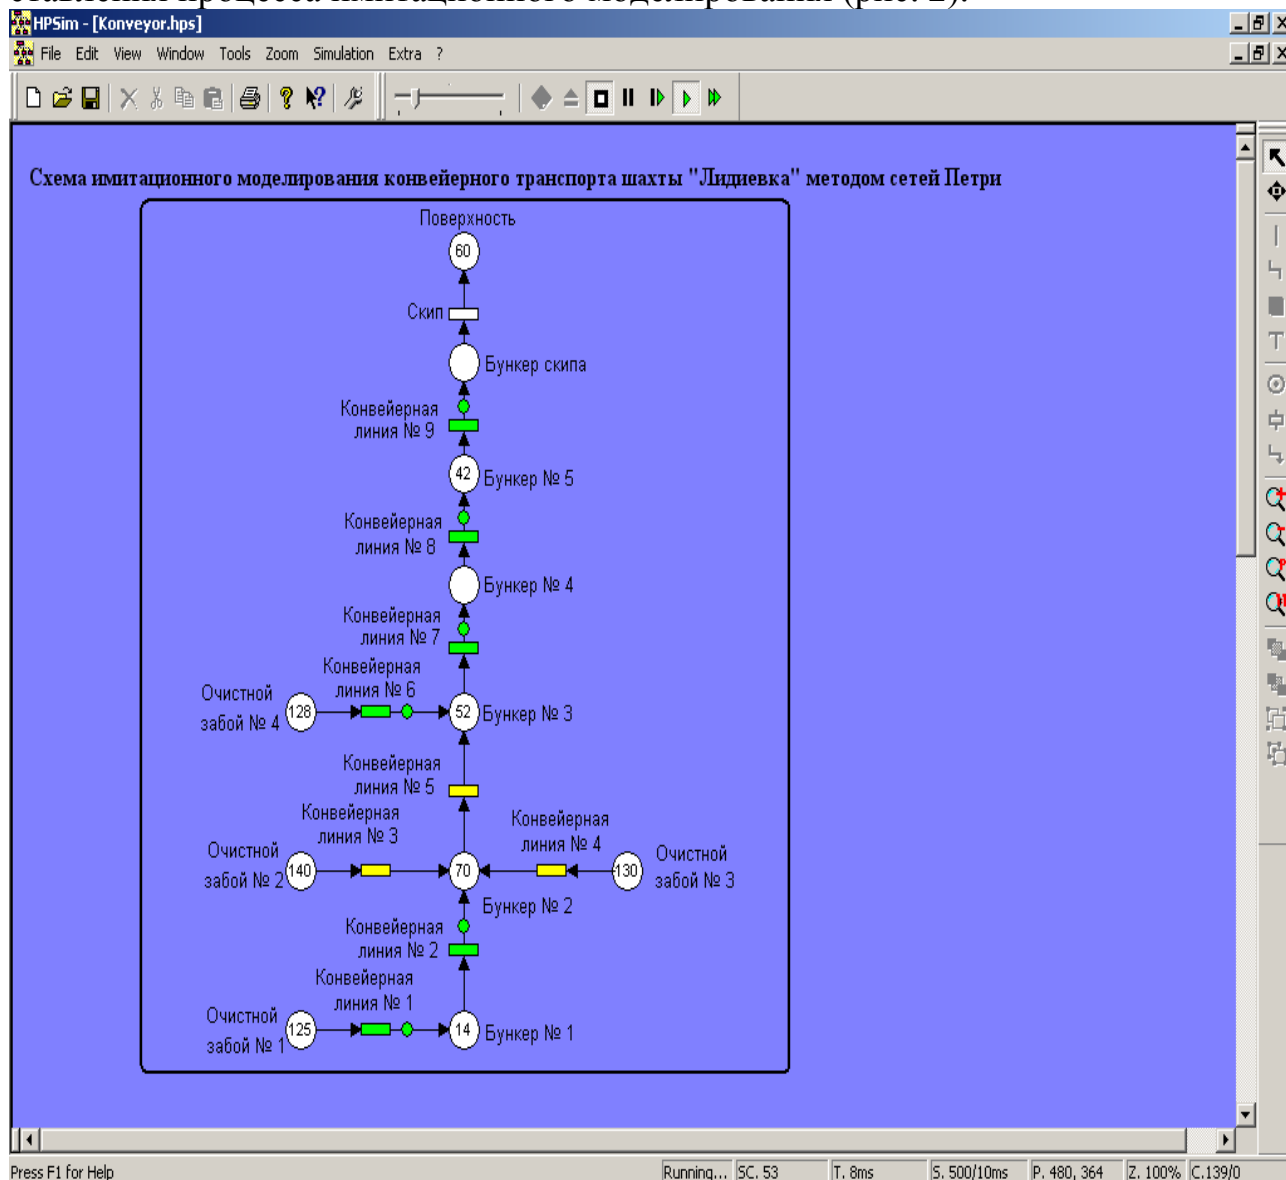 ставления процесса имитационного моделирования (рис. 2).
HPSim - [Konveyor.hps]
File Edit View Window Tools Zoom Simulation Extra ?
Схема имитационного моделирования конвейерного транспорта шахты "Лидиевка" методом сетей Петри
Поверхность
60
Скип
Бункер скипа
Конвейерная
линия № 9
42
Бункер № 5
Конвейерная
линия № 8
Бункер № 4
Конвейерная
линия № 7
Конвейерная
линия № 6
Очистной
забой № 4
128
52
Бункер № 3
Конвейерная
линия № 5
Конвейерная
линия № 3
Конвейерная
линия № 4
Очистной
забой № 2
140
70
130
Очистной
забой № 3
Бункер № 2
Конвейерная
линия № 2
Конвейерная
линия № 1
Очистной
забой № 1
125
14
Бункер № 1
Press F1 for Help
Running... SC. 53 T. 8ms S. 500/10ms P. 480, 364 Z. 100% C.139/0